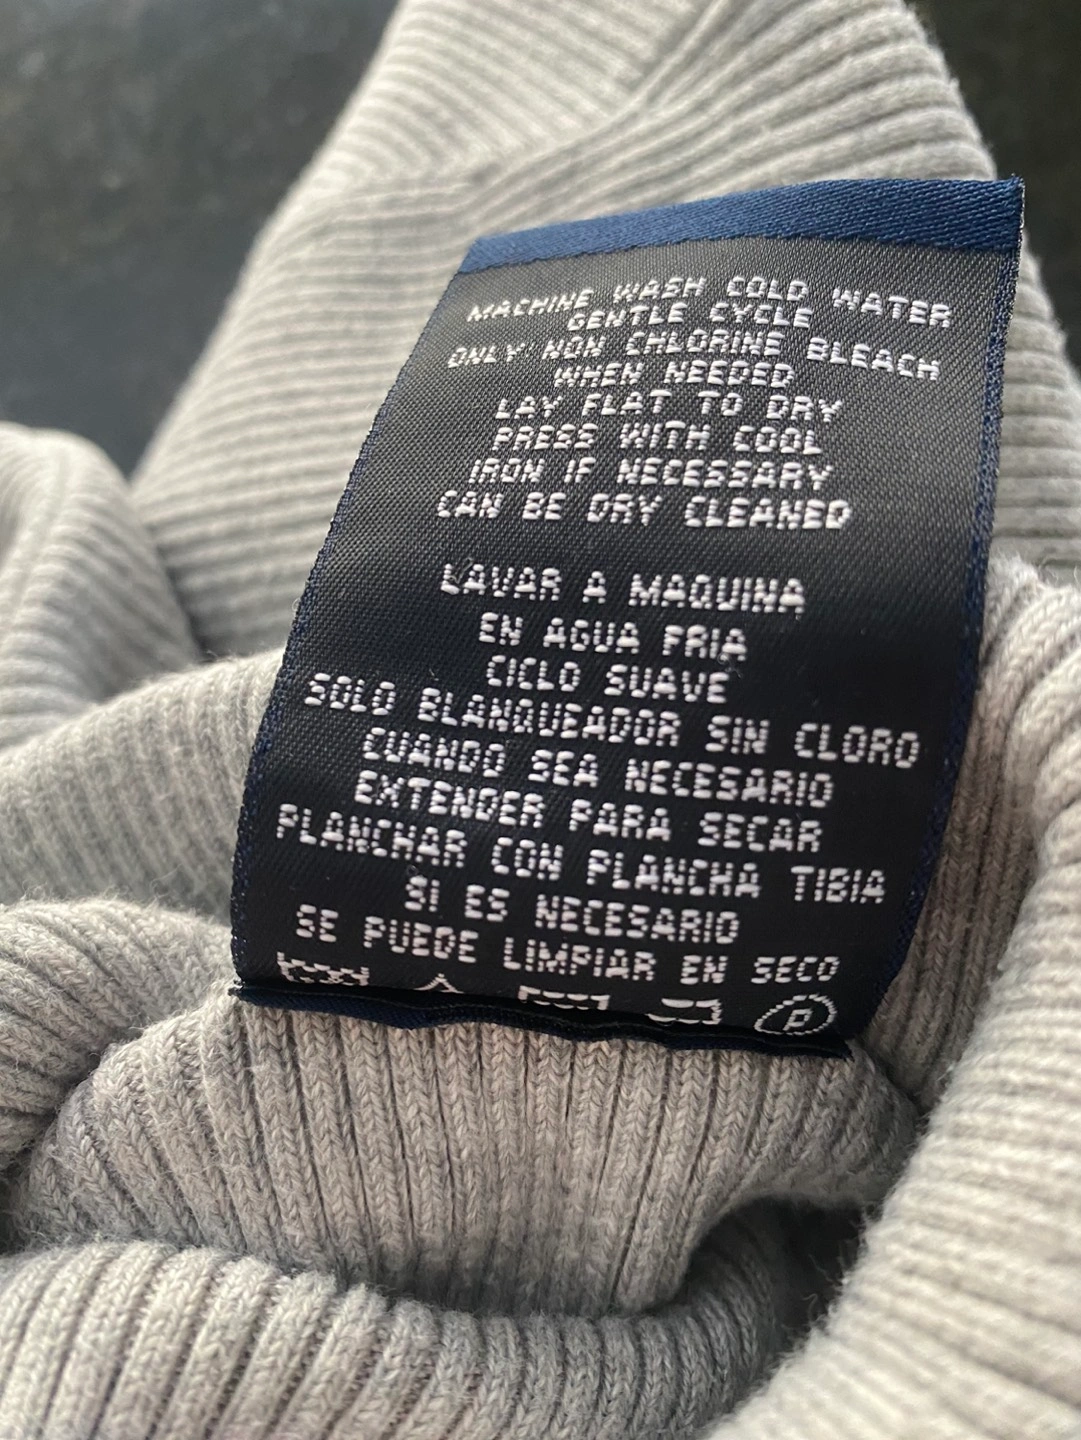 MACHINE WASH COLD WATER
GENTLE CYCLE
ONLY NON CHLORINE BLEACH
WHEN NEEDED
LAY FLAT TO DRY
PRESS WITH COOL
IRON IF NECESSARY
CAN BE DRY CLEANED
LAVAR A MAQUINA
EN AGUA FRIA
CICLO SUAVE
SOLO BLANQUEADOR SIN CLORO
CUANDO SEA NECESARIO
EXTENDER PARA SECAR
PLANCHAR CON PLANCHA TIBIA
SI ES NECESARIO
SE PUEDE LIMPIAR EN SECO
P